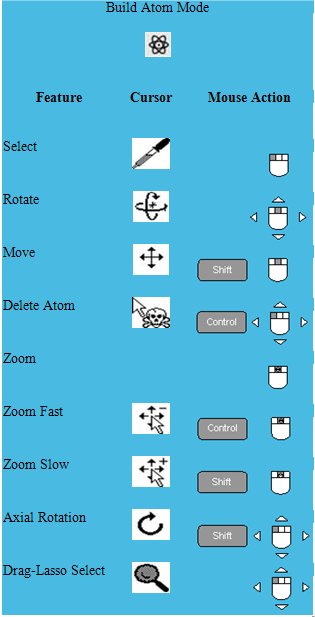 Build Atom Mode
Feature Cursor Mouse Action
Select
Rotate
Move Shift
Delete Atom Control
Zoom
Zoom Fast Control
Zoom Slow Shift
Axial Rotation Shift
Drag-Lasso Select